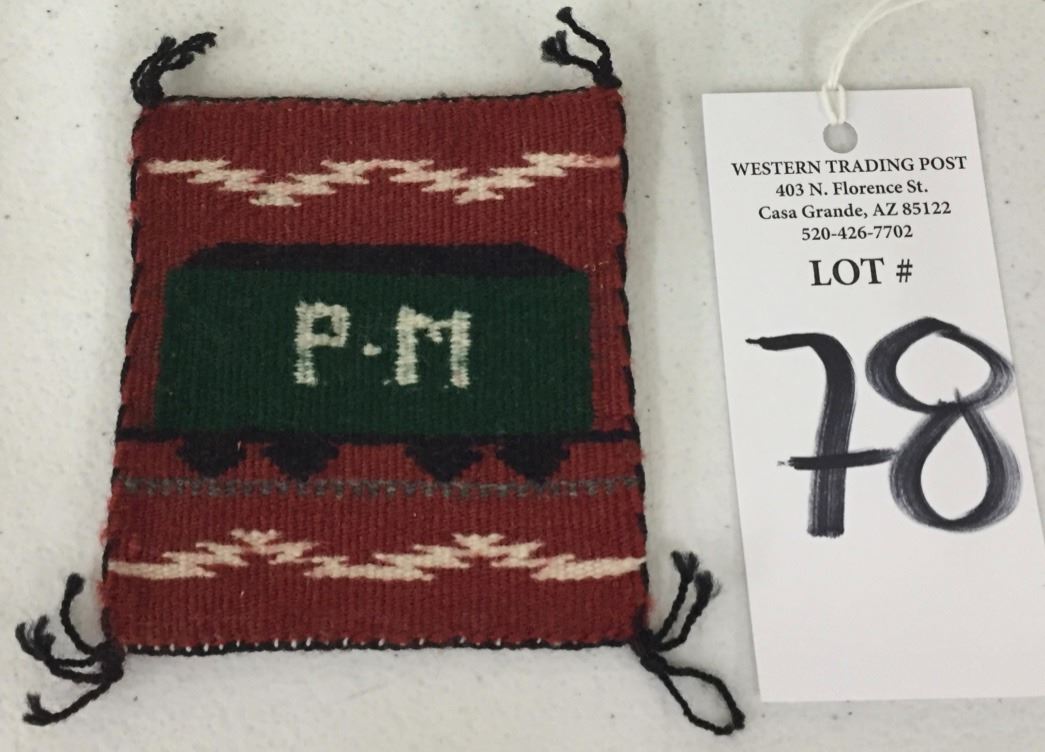 P.M
WESTERN TRADING POST
403 N. Florence St.
Casa Grande, AZ 85122
520-426-7702
LOT #
78